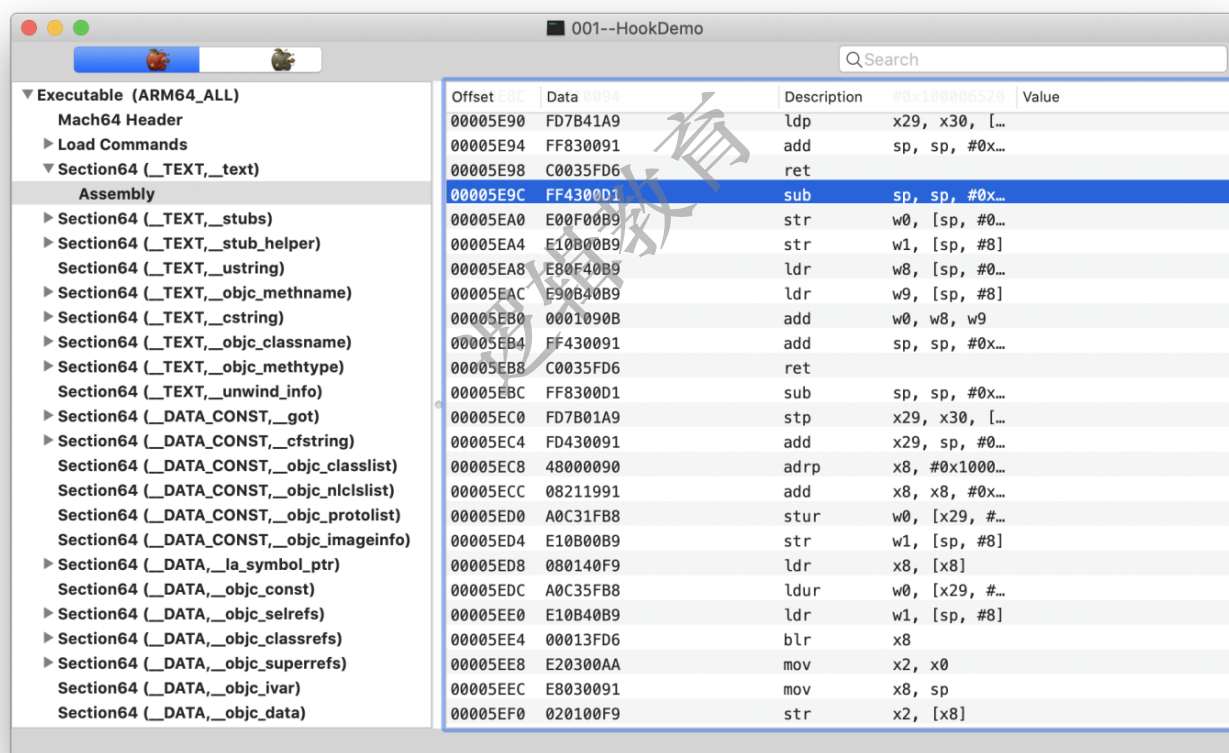 001--HookDemo
Search
Executable (ARM64_ALL)
Mach64 Header
Load Commands
Section64 (__TEXT,__text)
Assembly
Section64 (__TEXT,__stubs)
Section64 (__TEXT,__stub_helper)
Section64 (__TEXT,__ustring)
Section64 (__TEXT,__objc_methname)
Section64 (__TEXT,__cstring)
Section64 (__TEXT,__objc_classname)
Section64 (__TEXT,__objc_methtype)
Section64 (__TEXT,__unwind_info)
Section64 (__DATA_CONST,__got)
Section64 (__DATA_CONST,__cfstring)
Section64 (__DATA_CONST,__objc_classlist)
Section64 (__DATA_CONST,__objc_nlclslist)
Section64 (__DATA_CONST,__objc_protolist)
Section64 (__DATA_CONST,__objc_imageinfo)
Section64 (__DATA,__la_symbol_ptr)
Section64 (__DATA,__objc_const)
Section64 (__DATA,__objc_selrefs)
Section64 (__DATA,__objc_classrefs)
Section64 (__DATA,__objc_superrefs)
Section64 (__DATA,__objc_ivar)
Section64 (__DATA,__objc_data)
Offset Data Description #0x100006520 Value
00005E90 FD7B41A9 ldp x29, x30, […
00005E94 FF830091 add sp, sp, #0x…
00005E98 C0035FD6 ret
00005E9C FF4300D1 sub sp, sp, #0x…
00005EA0 E00F00B9 str w0, [sp, #0…
00005EA4 E10B00B9 str w1, [sp, #8]
00005EA8 E80F40B9 ldr w8, [sp, #0…
00005EAC E90B40B9 ldr w9, [sp, #8]
00005EB0 0001090B add w0, w8, w9
00005EB4 FF430091 add sp, sp, #0x…
00005EB8 C0035FD6 ret
00005EBC FF8300D1 sub sp, sp, #0x…
00005EC0 FD7B01A9 stp x29, x30, […
00005EC4 FD430091 add x29, sp, #0…
00005EC8 48000090 adrp x8, #0x1000…
00005ECC 08211991 add x8, x8, #0x…
00005ED0 A0C31FB8 stur w0, [x29, #…
00005ED4 E10B00B9 str w1, [sp, #8]
00005ED8 080140F9 ldr x8, [x8]
00005EDC A0C35FB8 ldur w0, [x29, #…
00005EE0 E10B40B9 ldr w1, [sp, #8]
00005EE4 00013FD6 blr x8
00005EE8 E20300AA mov x2, x0
00005EEC E8030091 mov x8, sp
00005EF0 020100F9 str x2, [x8]
逻辑教育